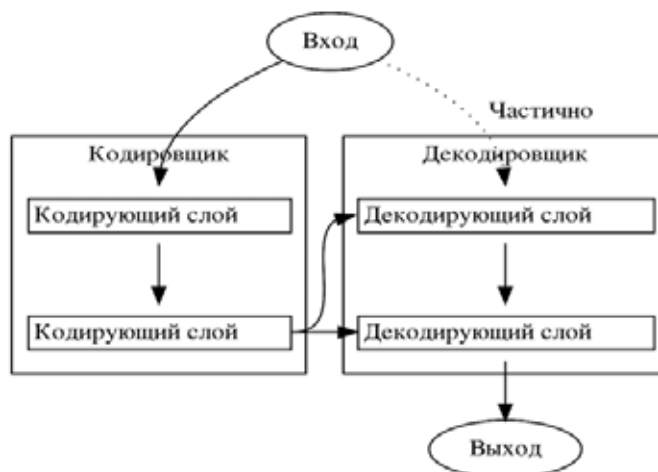 Вход
Частично
Кодировщик
Декодировщик
Кодирующий слой
Декодирующий слой
Кодирующий слой
Декодирующий слой
Выход